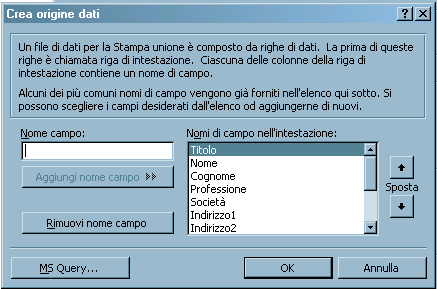 Crea origine dati
Un file di dati per la Stampa unione è composto da righe di dati. La prima di queste
righe è chiamata riga di intestazione. Ciascuna delle colonne della riga di
intestazione contiene un nome di campo.
Alcuni dei più comuni nomi di campo vengono già forniti nell'elenco qui sotto. Si
possono scegliere i campi desiderati dall'elenco od aggiungerne di nuovi.
Nome campo:
Aggiungi nome campo
Rimuovi nome campo
Nomi di campo nell'intestazione:
Titolo
Nome
Cognome
Professione
Società
Indirizzo1
Indirizzo2
Sposta
MS Query...
OK
Annulla